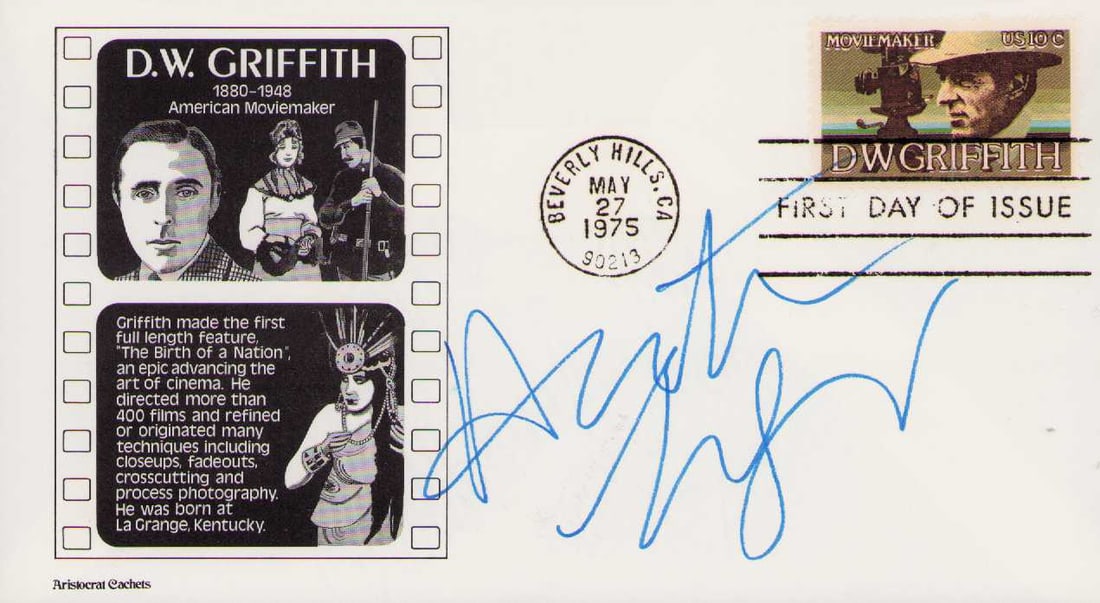 D.W. GRIFFITH
1880-1948
American Moviemaker
Griffith made the first
full length feature,
"The Birth of a Nation",
an epic advancing the
art of cinema. He
directed more than
400 films and refined
or originated many
techniques including
closeups, fadeouts,
crosscutting and
process photography.
He was born at
La Grange, Kentucky.
Aristocrat Cachets
BEVERLY HILLS, CA
MAY
27
1975
90213
MOVIEMAKER US 10 C
D W GRIFFITH
FIRST DAY OF ISSUE